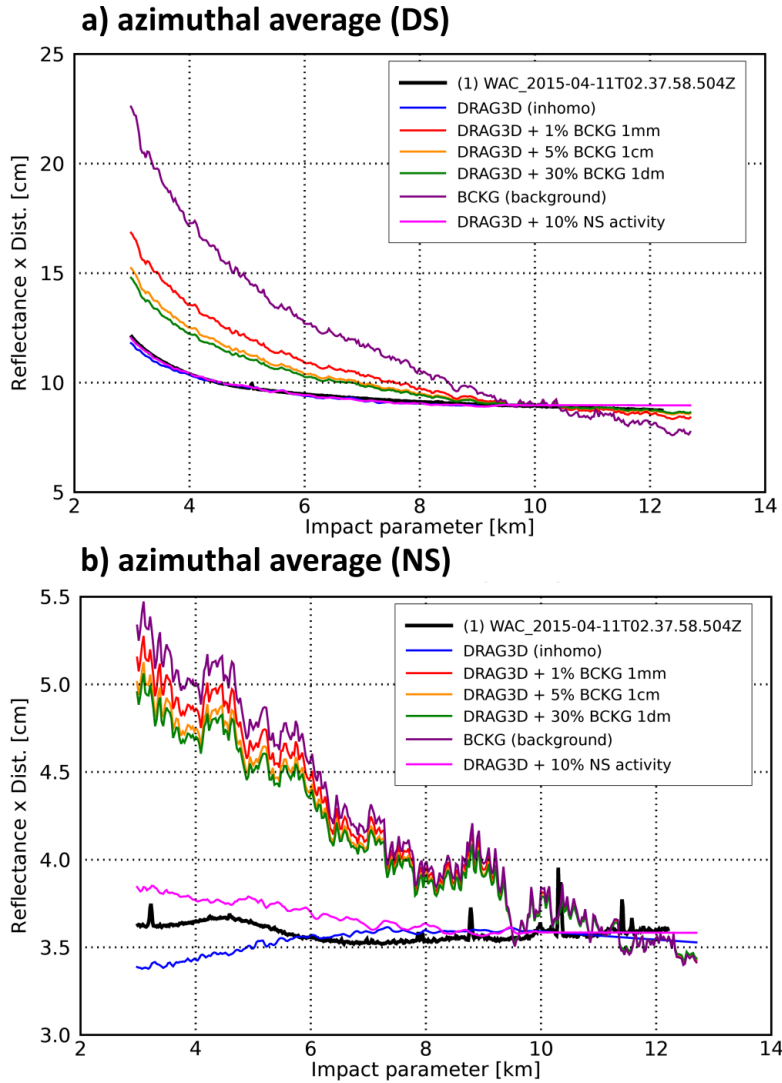 a) azimuthal average (DS)
25
20
15
10
5
Reflectance x Dist. [cm]
(1) WAC_2015-04-11T02.37.58.504Z
DRAG3D (inhomo)
DRAG3D + 1% BCKG 1mm
DRAG3D + 5% BCKG 1cm
DRAG3D + 30% BCKG 1dm
BCKG (background)
DRAG3D + 10% NS activity
2 4 6 8 10 12 14
Impact parameter [km]
b) azimuthal average (NS)
5.5
5.0
4.5
4.0
3.5
3.0
Reflectance x Dist. [cm]
(1) WAC_2015-04-11T02.37.58.504Z
DRAG3D (inhomo)
DRAG3D + 1% BCKG 1mm
DRAG3D + 5% BCKG 1cm
DRAG3D + 30% BCKG 1dm
BCKG (background)
DRAG3D + 10% NS activity
2 4 6 8 10 12 14
Impact parameter [km]